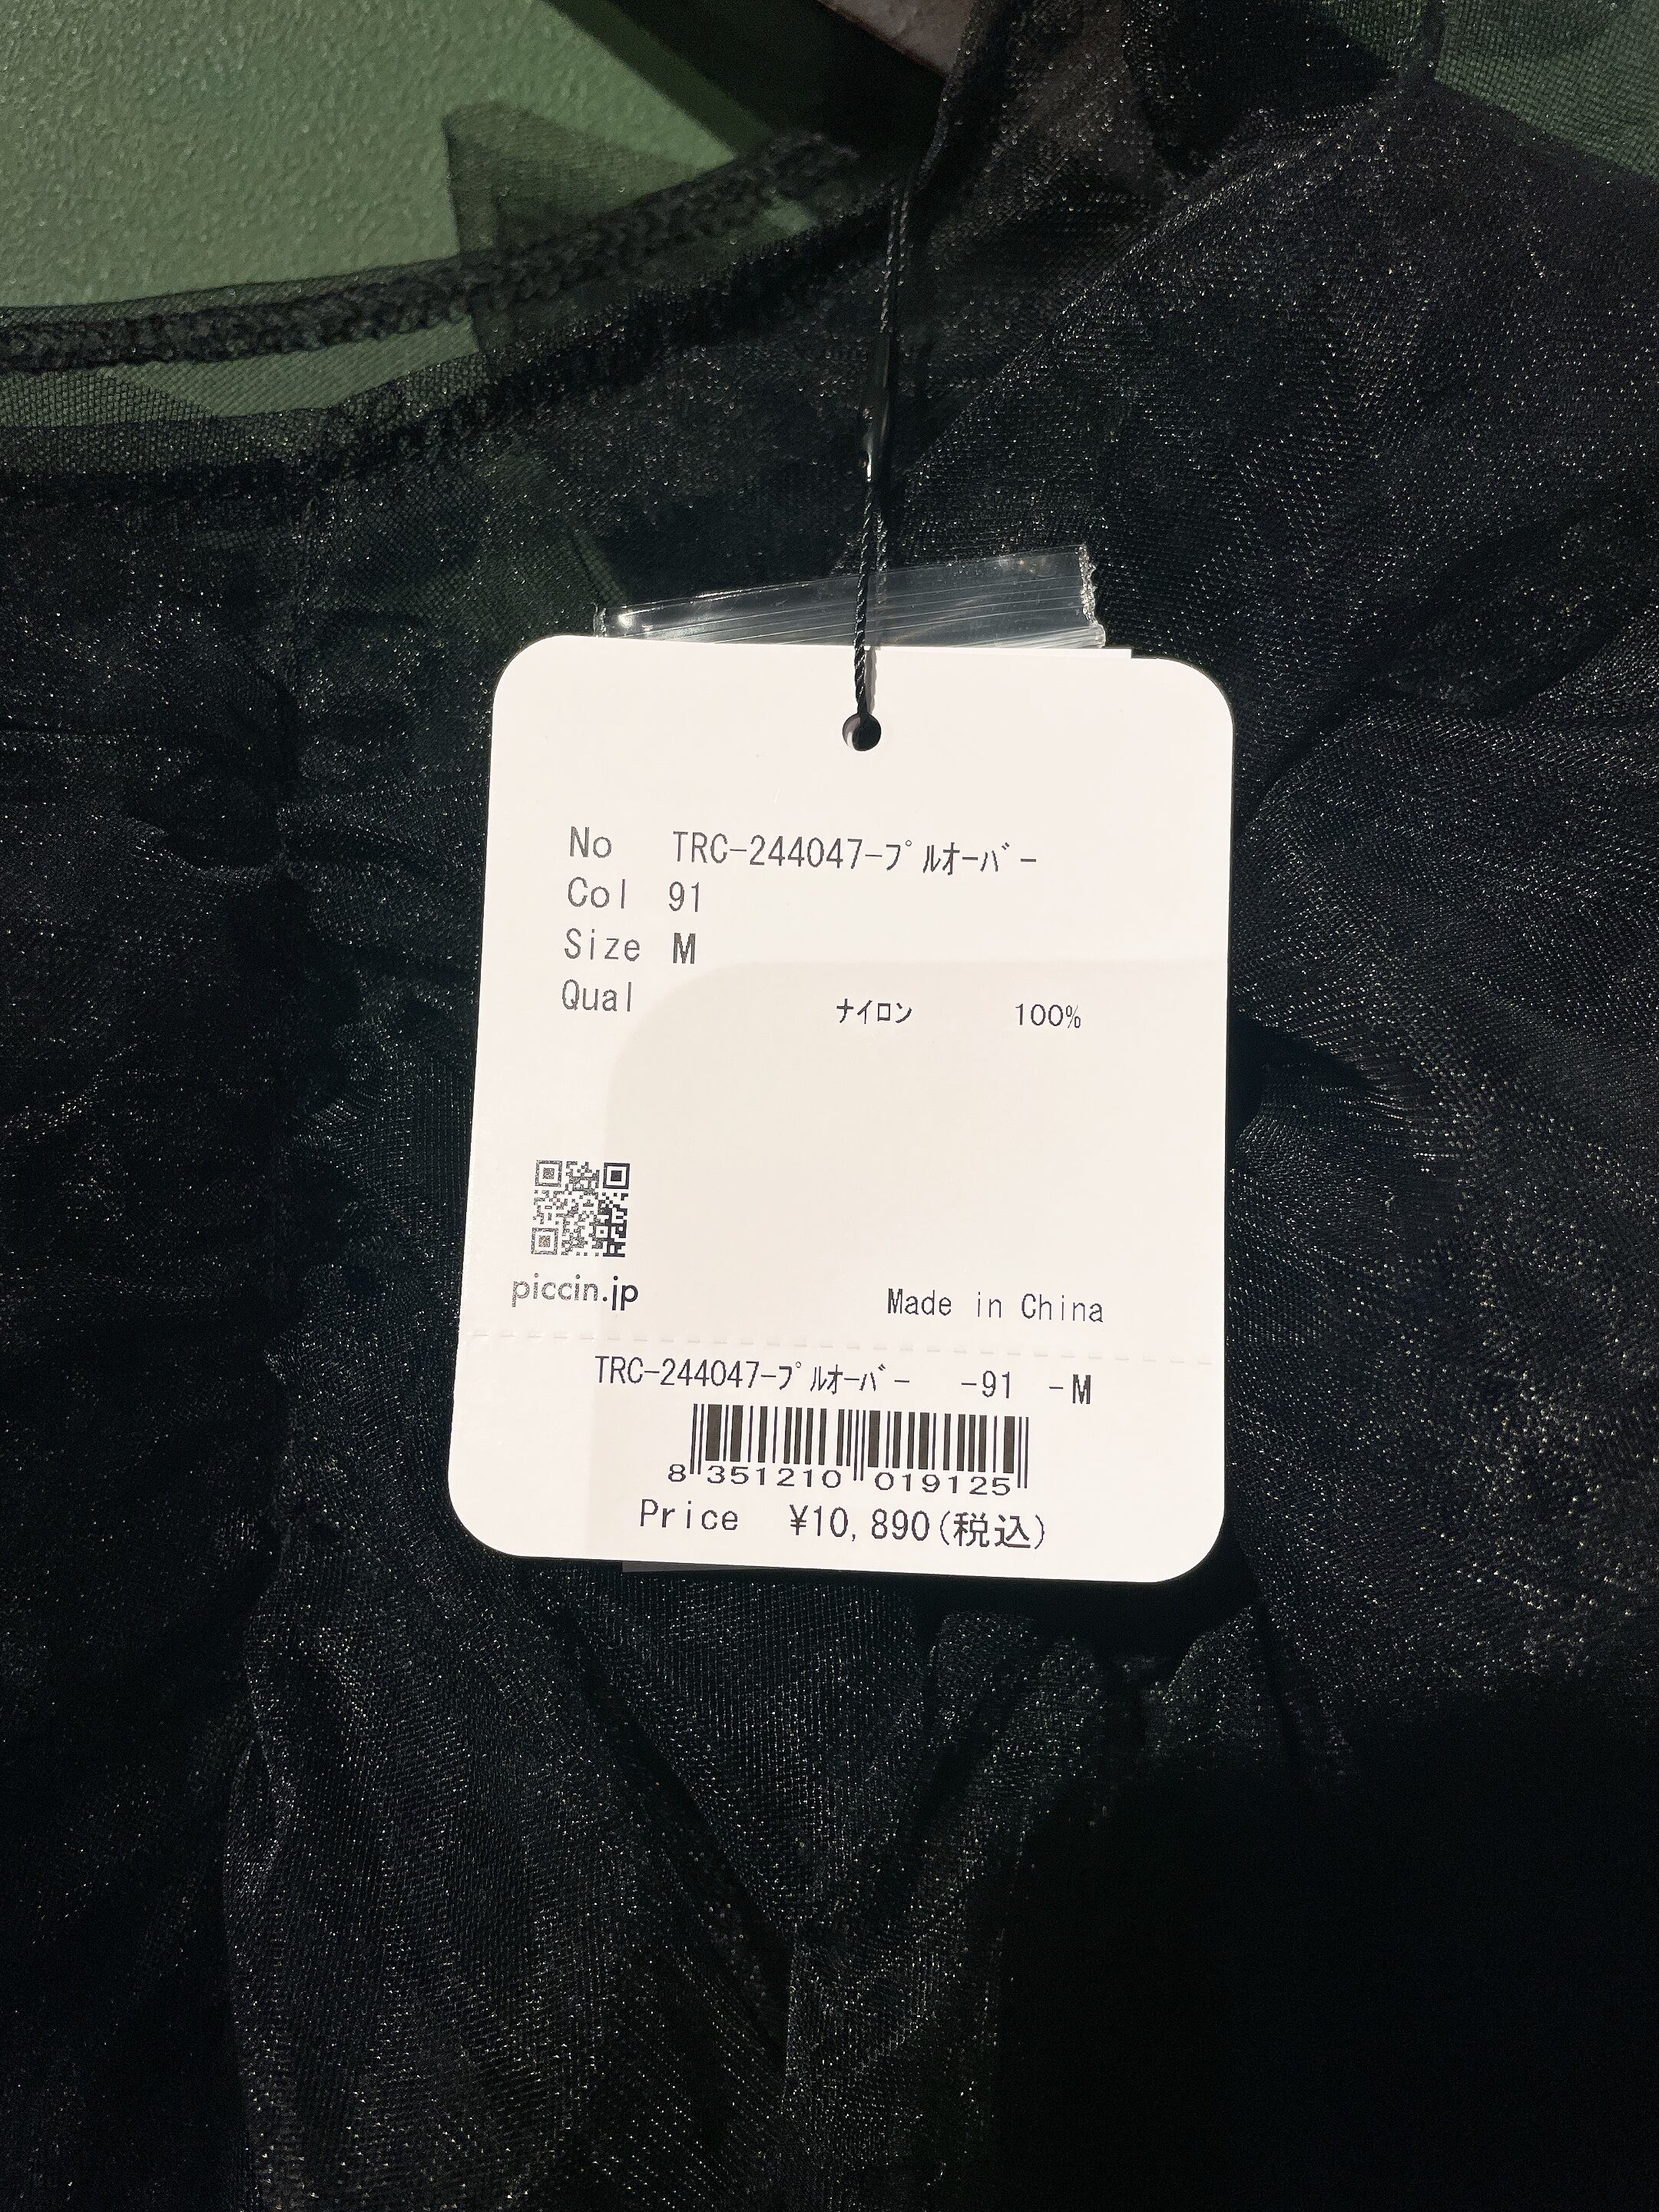 No TRC-244047-ﾌﾟﾙｵｰﾊﾞｰ
Col 91
Size M
Qual
ナイロン 100%
piccin.jp
Made in China
TRC-244047-ﾌﾟﾙｵｰﾊﾞｰ -91 -M
8 351210 019125
Price ¥10,890(税込)